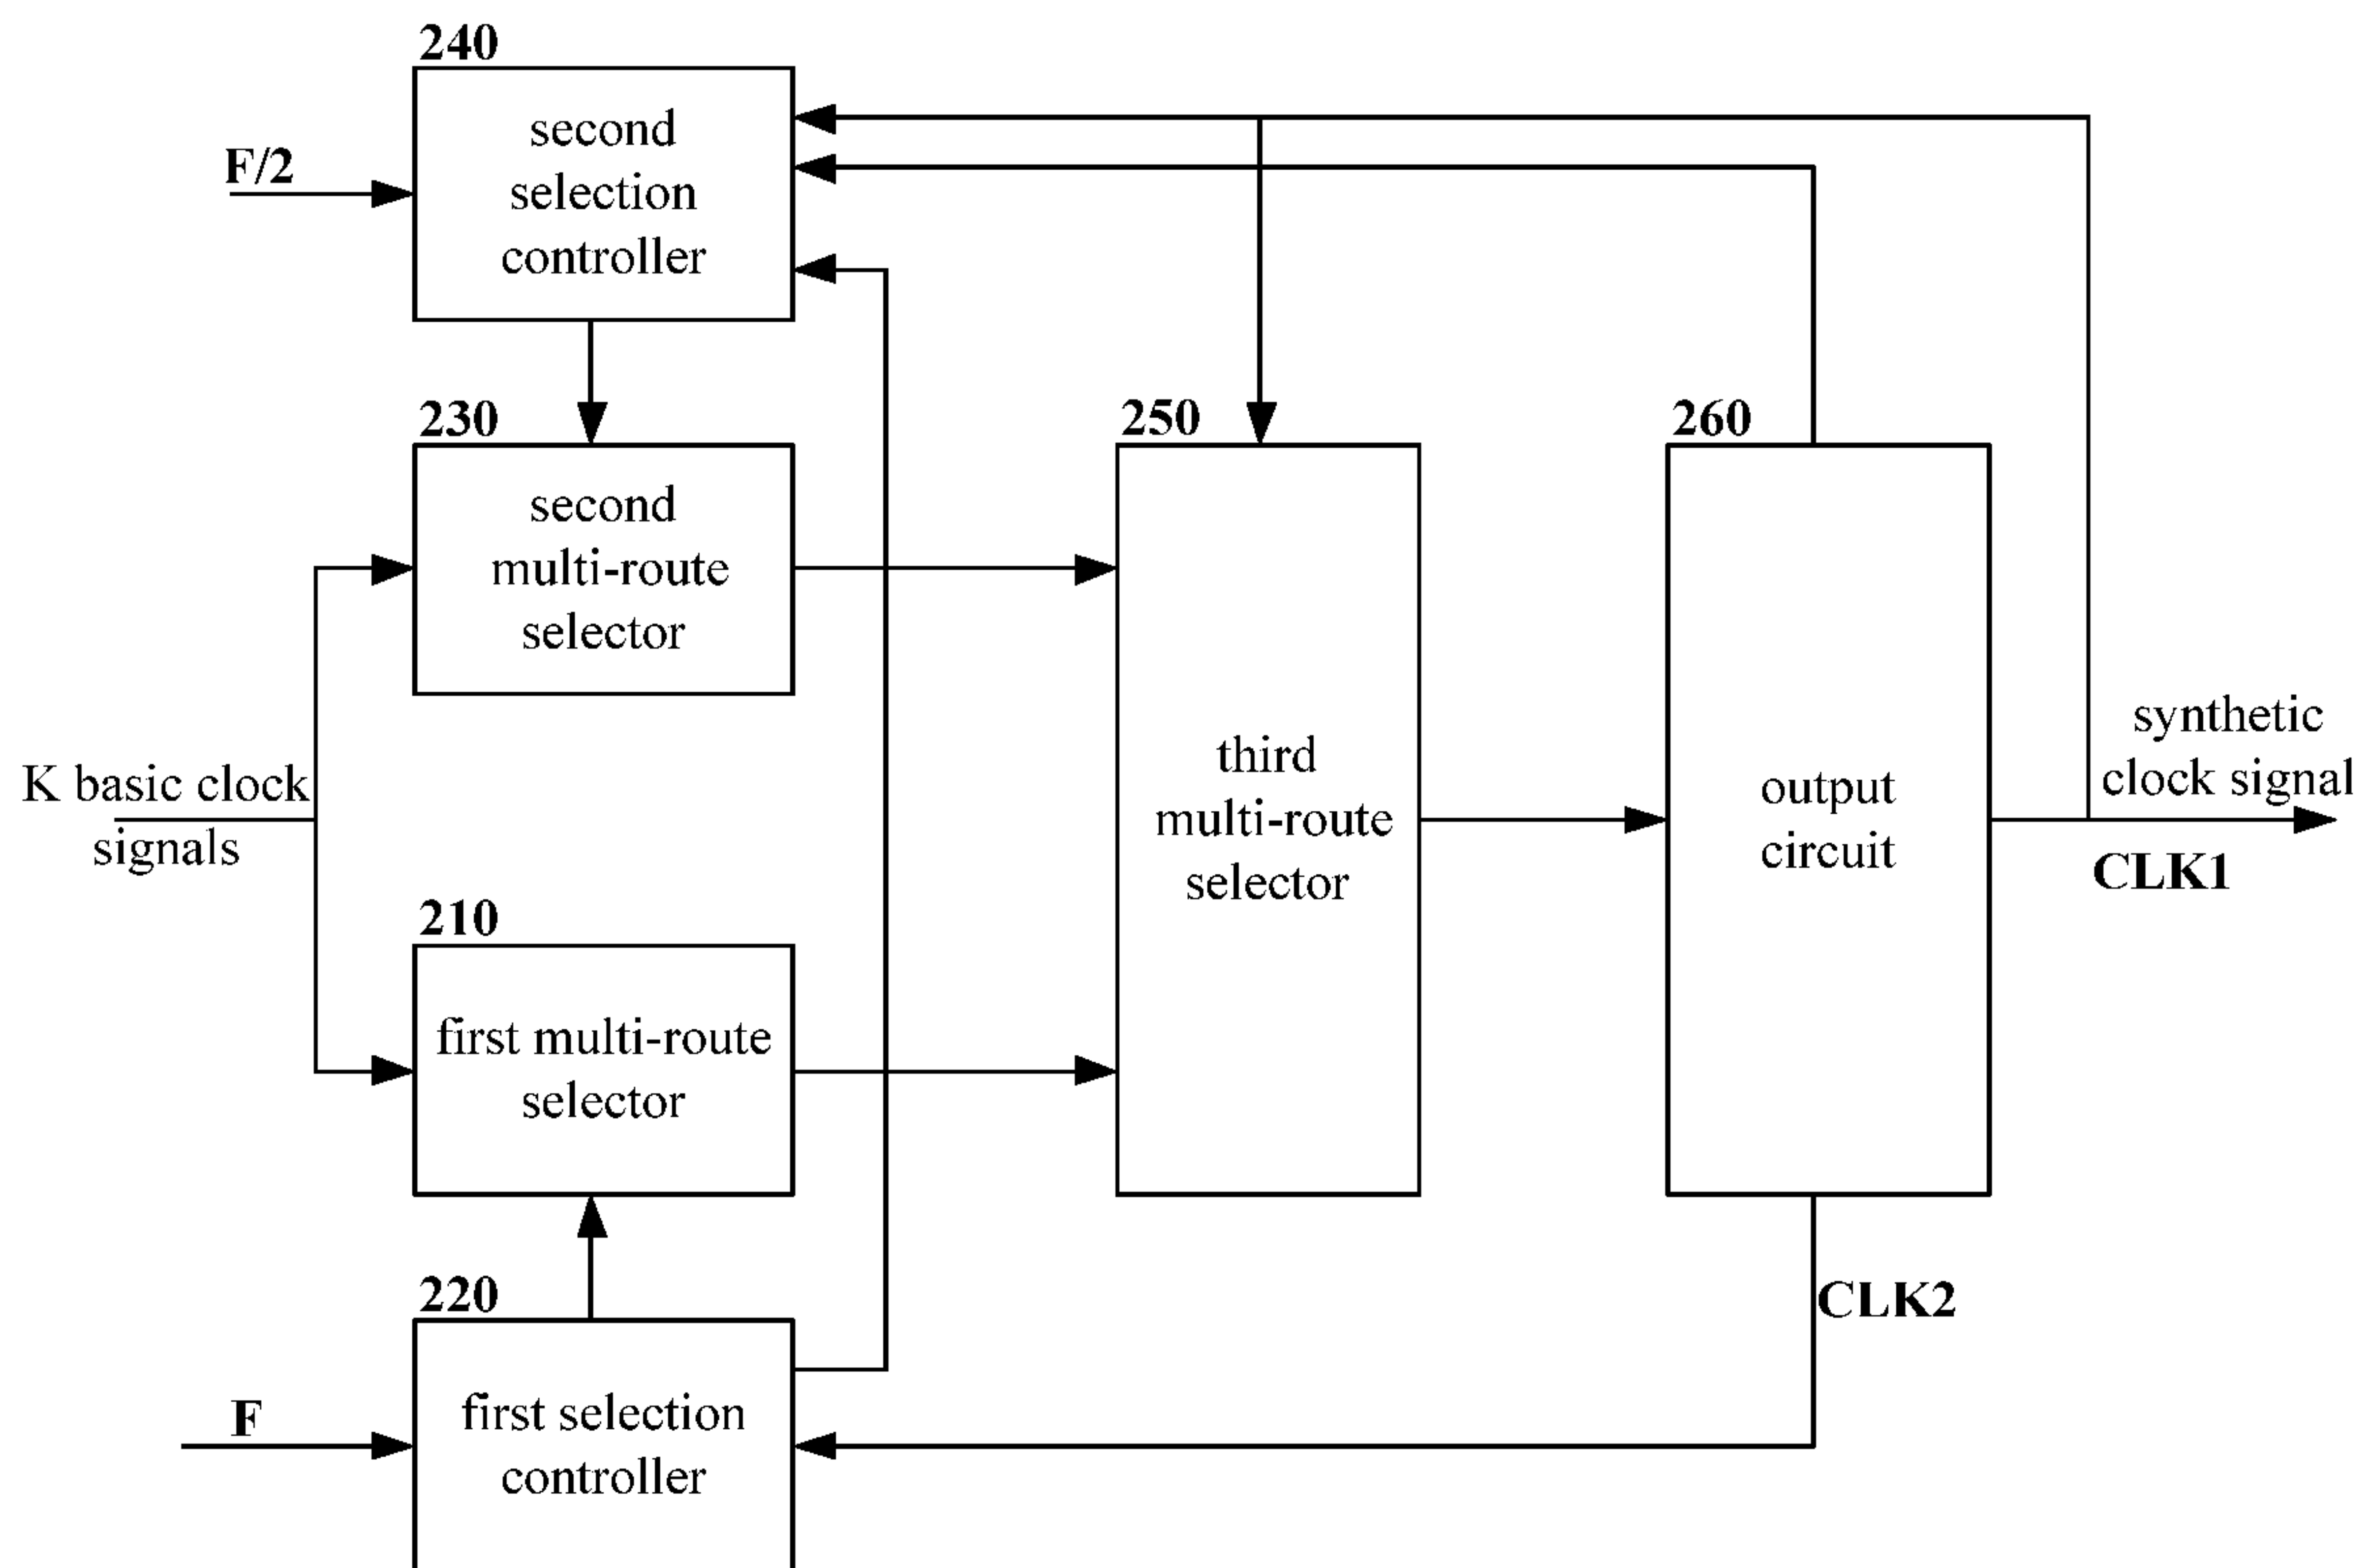 240
second
selection
controller
F/2
230
second
multi-route
selector
250
third
multi-route
selector
260
output
circuit
synthetic
clock signal
CLK1
K basic clock
signals
210
first multi-route
selector
220
first selection
controller
F
CLK2